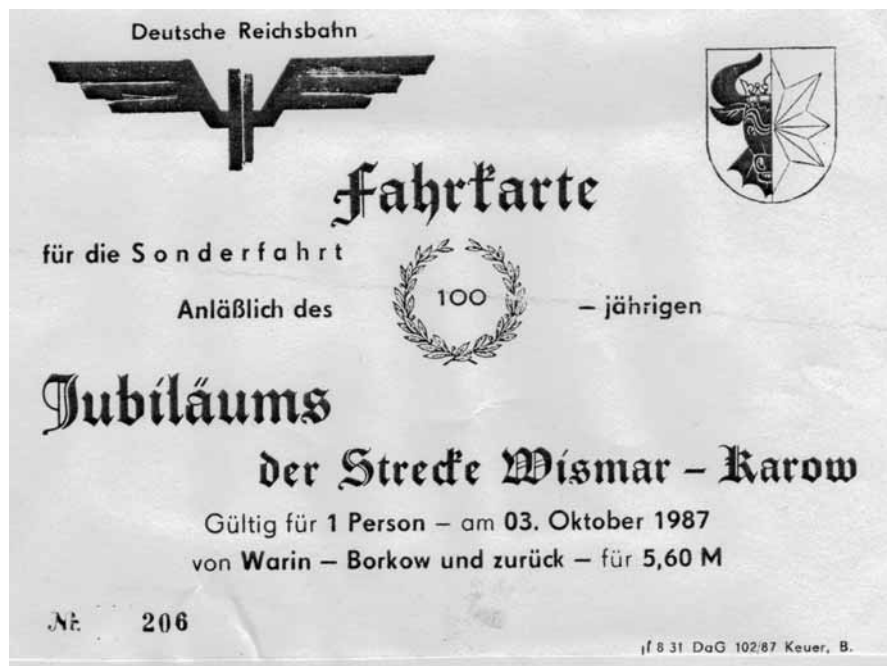 Deutsche Reichsbahn
Fahrkarte
für die Sonderfahrt
Anläßlich des 100 – jährigen
Jubiläums
der Strecke Wismar – Karow
Gültig für 1 Person – am 03. Oktober 1987
von Warin – Borkow und zurück – für 5,60 M
Nr. 206
8 31 DaG 102/87 Keuer, B.